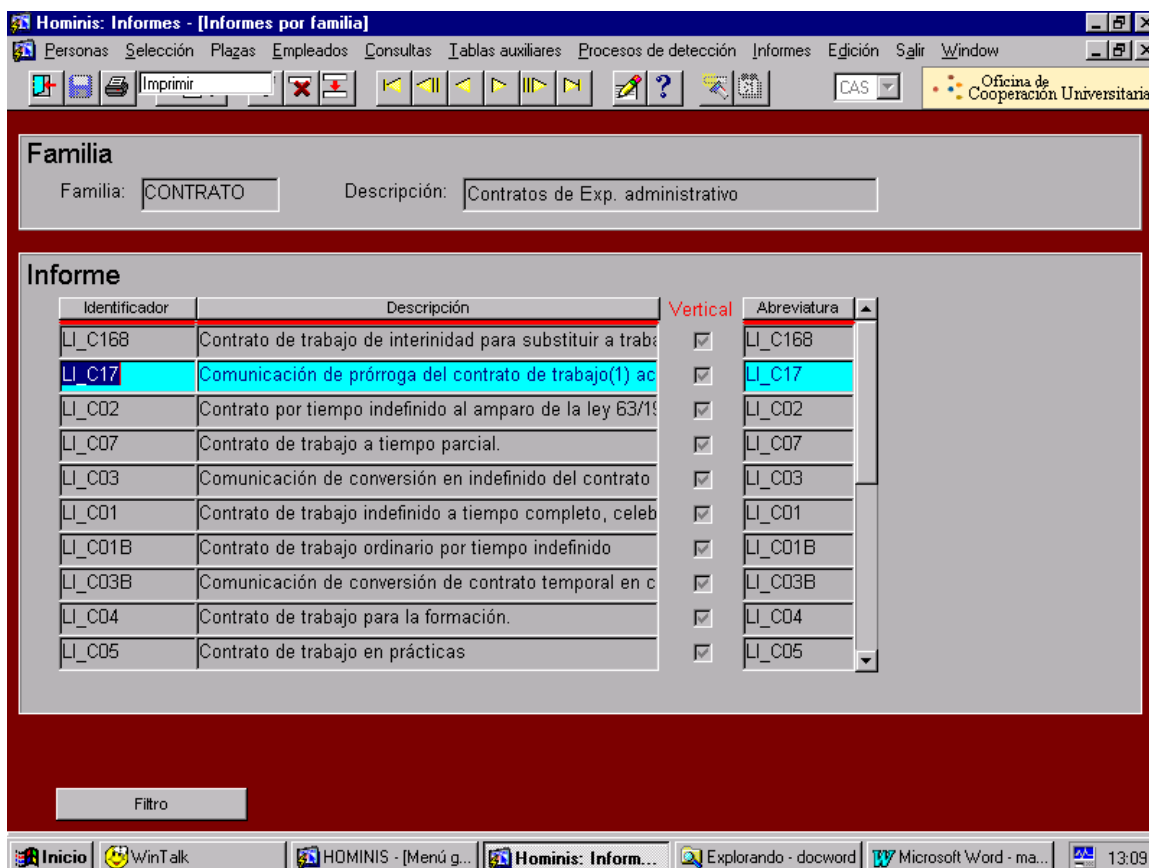 Hominis: Informes - [Informes por familia]
Personas Selección Plazas Empleados Consultas Tablas auxiliares Procesos de detección Informes Edición Salir Window
Imprimir CAS Oficina de
Cooperación Universitaria
Familia
Familia: CONTRATO Descripción: Contratos de Exp. administrativo
Informe
Identificador Descripción Vertical Abreviatura
LI_C168 Contrato de trabajo de interinidad para substituir a traba LI_C168
LI_C17 Comunicación de prórroga del contrato de trabajo(1) ac LI_C17
LI_C02 Contrato por tiempo indefinido al amparo de la ley 63/19 LI_C02
LI_C07 Contrato de trabajo a tiempo parcial. LI_C07
LI_C03 Comunicación de conversión en indefinido del contrato LI_C03
LI_C01 Contrato de trabajo indefinido a tiempo completo, celeb LI_C01
LI_C01B Contrato de trabajo ordinario por tiempo indefinido LI_C01B
LI_C03B Comunicación de conversión de contrato temporal en c LI_C03B
LI_C04 Contrato de trabajo para la formación. LI_C04
LI_C05 Contrato de trabajo en prácticas LI_C05
Filtro
Inicio WinTalk HOMINIS - [Menú g... Hominis: Inform... Explorando - docword Microsoft Word - ma... 13:09